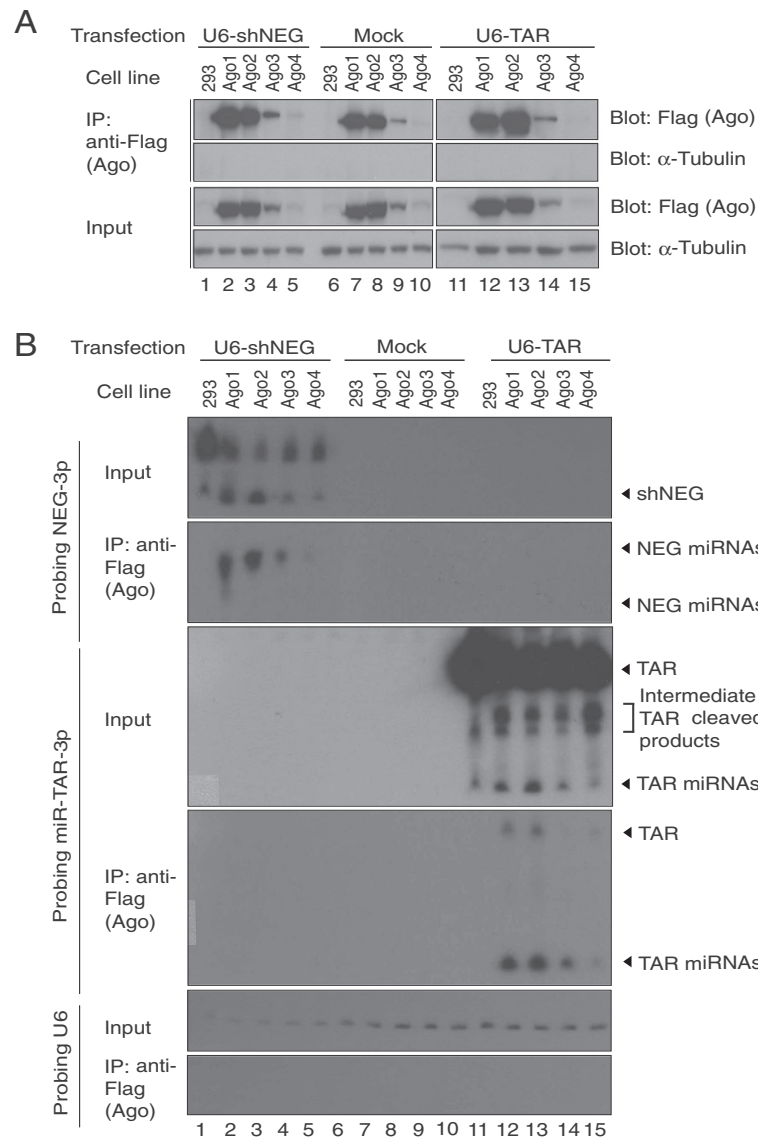 A
Transfection U6-shNEG Mock U6-TAR
Cell line 293 Ago1 Ago2 Ago3 Ago4 293 Ago1 Ago2 Ago3 Ago4 293 Ago1 Ago2 Ago3 Ago4
IP: anti-Flag (Ago)
Blot: Flag (Ago)
Blot: α-Tubulin
Input
Blot: Flag (Ago)
Blot: α-Tubulin
1 2 3 4 5 6 7 8 9 10 11 12 13 14 15
B
Transfection U6-shNEG Mock U6-TAR
Cell line 293 Ago1 Ago2 Ago3 Ago4 293 Ago1 Ago2 Ago3 Ago4 293 Ago1 Ago2 Ago3 Ago4
Probing NEG-3p
Input
shNEG
IP: anti-
Flag
(Ago)
NEG miRNAs
NEG miRNAs
Probing miR-TAR-3p
Input
TAR
Intermediate
TAR cleaved
products
TAR miRNAs
IP: anti-
Flag
(Ago)
TAR
TAR miRNAs
Probing U6
Input
IP: anti-
Flag
(Ago)
1 2 3 4 5 6 7 8 9 10 11 12 13 14 15